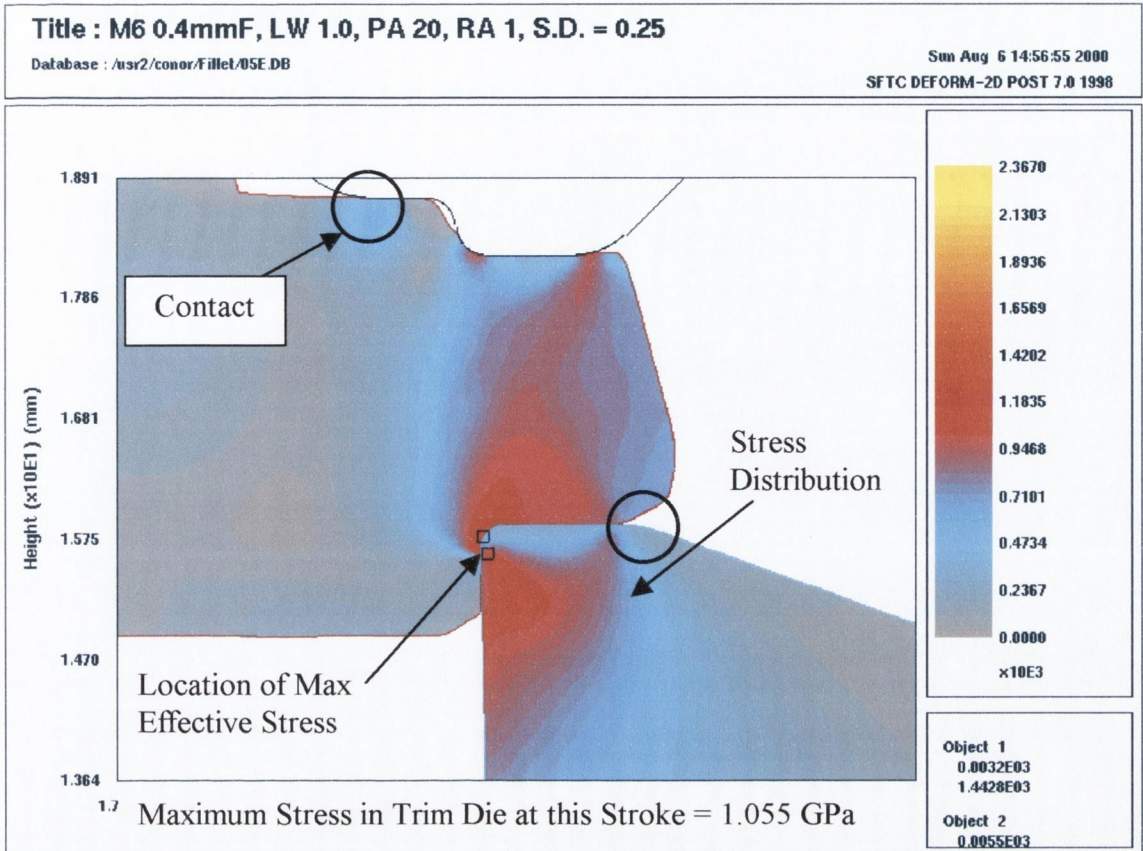 Title : M6 0.4mmF, LW 1.0, PA 20, RA 1, S.D. = 0.25
Database : /usr2/conor/Fillet/05E.DB
Sun Aug 6 14:56:55 2000
SFTC DEFORM-2D POST 7.0 1998
Height (x10E1) (mm)
1.891
1.786
1.681
1.575
1.470
1.364
1.7
Contact
Stress
Distribution
Location of Max
Effective Stress
Maximum Stress in Trim Die at this Stroke = 1.055 GPa
2.3670
2.1303
1.8936
1.6569
1.4202
1.1835
0.9468
0.7101
0.4734
0.2367
0.0000
x10E3
Object 1
0.0032E03
1.4428E03
Object 2
0.0055E03